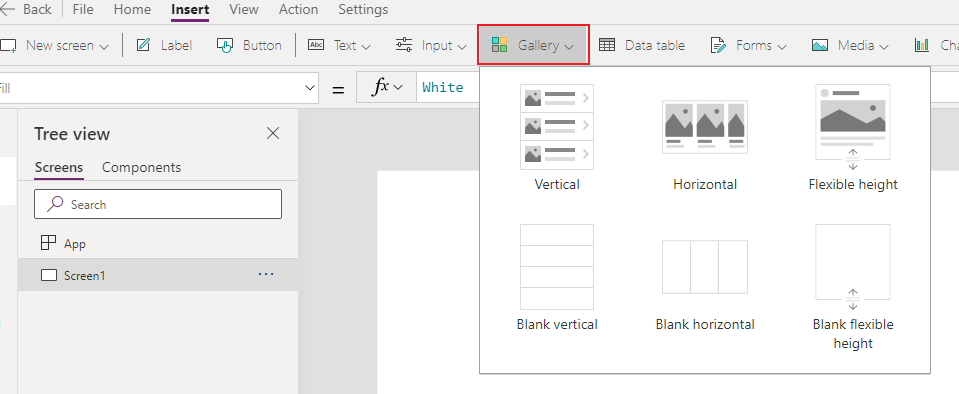 Back File Home Insert View Action Settings
New screen Label Button Abc Text Input Gallery Data table Forms Media
= fx White
Tree view
Screens Components
Search
App
Screen1 ...
Vertical Horizontal Flexible height
Blank vertical Blank horizontal Blank flexible
height